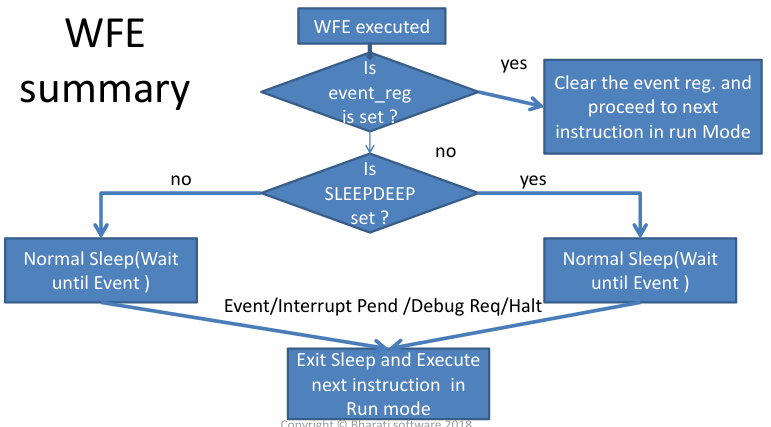 WFE
summary
WFE executed
Is
event_reg
is set ?
yes
Clear the event reg. and
proceed to next
instruction in run Mode
no
Is
SLEEPDEEP
set ?
no
yes
Normal Sleep(Wait
until Event )
Normal Sleep(Wait
until Event )
Event/Interrupt Pend /Debug Req/Halt
Exit Sleep and Execute
next instruction in
Run mode
Copyright © Bharati software 2018